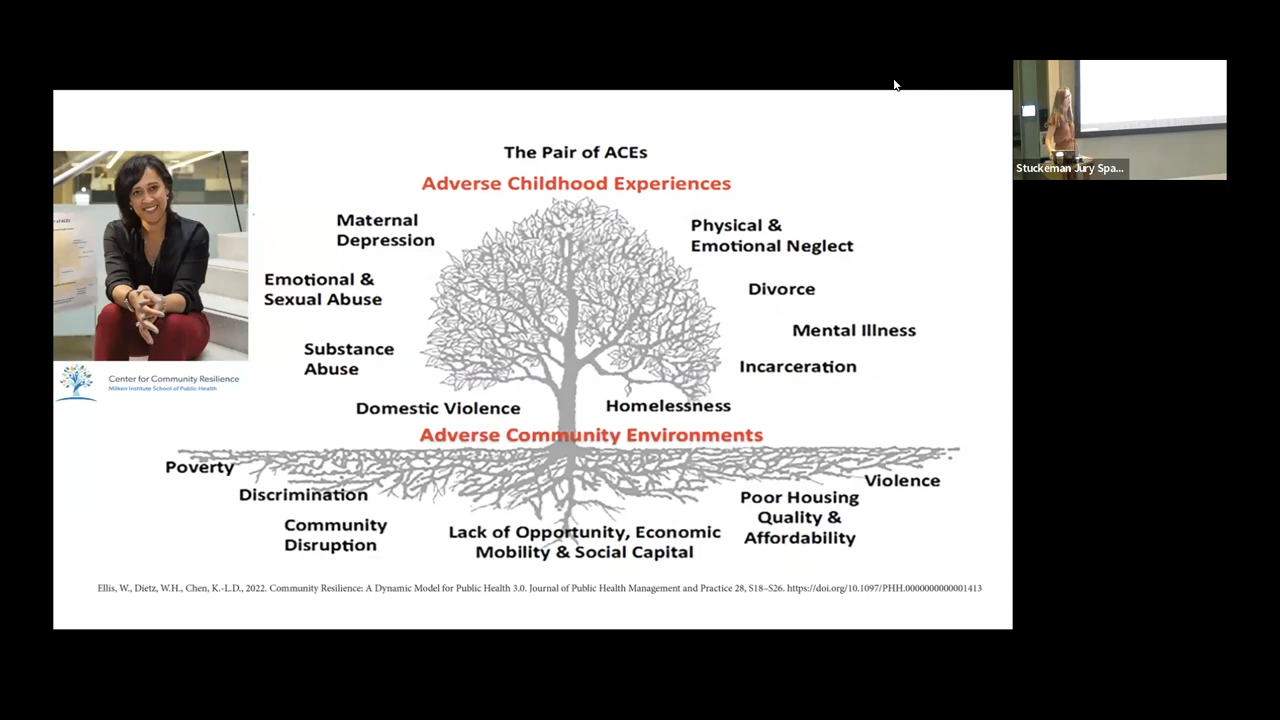 The Pair of ACEs
Adverse Childhood Experiences
Maternal
Depression
Physical &
Emotional Neglect
Emotional &
Sexual Abuse
Divorce
Mental Illness
Substance
Abuse
Incarceration
Domestic Violence
Homelessness
Adverse Community Environments
Poverty
Violence
Discrimination
Poor Housing
Quality &
Affordability
Community
Disruption
Lack of Opportunity, Economic
Mobility & Social Capital
Center for Community Resilience
Milken Institute School of Public Health
Ellis, W., Dietz, W.H., Chen, K.-L.D., 2022. Community Resilience: A Dynamic Model for Public Health 3.0. Journal of Public Health Management and Practice 28, S18–S26. https://doi.org/10.1097/PHH.0000000000001413
Stuckeman Jury Spa...